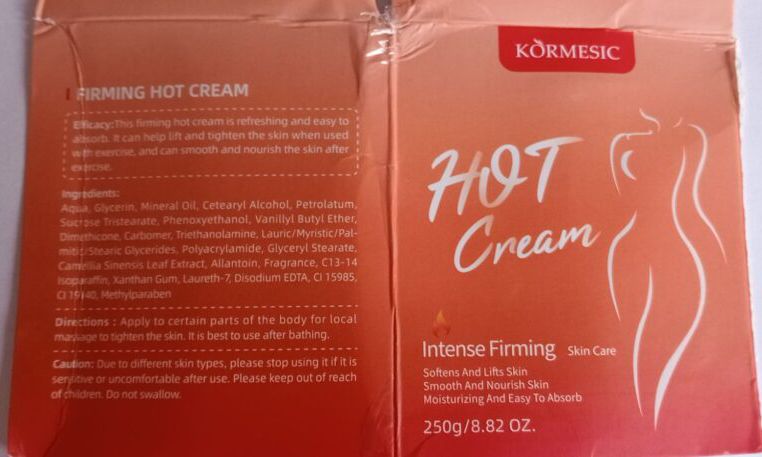 FIRMING HOT CREAM
Efficacy:This firming hot cream is refreshing and easy to
absorb. It can help lift and tighten the skin when used
with exercise, and can smooth and nourish the skin after
exercise.
Ingredients:
Aqua, Glycerin, Mineral Oil, Cetearyl Alcohol, Petrolatum,
Sucrose Tristearate, Phenoxyethanol, Vanillyl Butyl Ether,
Dimethicone, Carbomer, Triethanolamine, Lauric/Myristic/Pal-
mitic/Stearic Glycerides, Polyacrylamide, Glyceryl Stearate,
Camellia Sinensis Leaf Extract, Allantoin, Fragrance, C13-14
Isoparaffin, Xanthan Gum, Laureth-7, Disodium EDTA, CI 15985,
CI 19140, Methylparaben
Directions : Apply to certain parts of the body for local
massage to tighten the skin. It is best to use after bathing.
Caution: Due to different skin types, please stop using it if it is
sensitive or uncomfortable after use. Please keep out of reach
of children. Do not swallow.
KORMESIC
HOT
Cream
Intense Firming Skin Care
Softens And Lifts Skin
Smooth And Nourish Skin
Moisturizing And Easy To Absorb
250g/8.82 OZ.